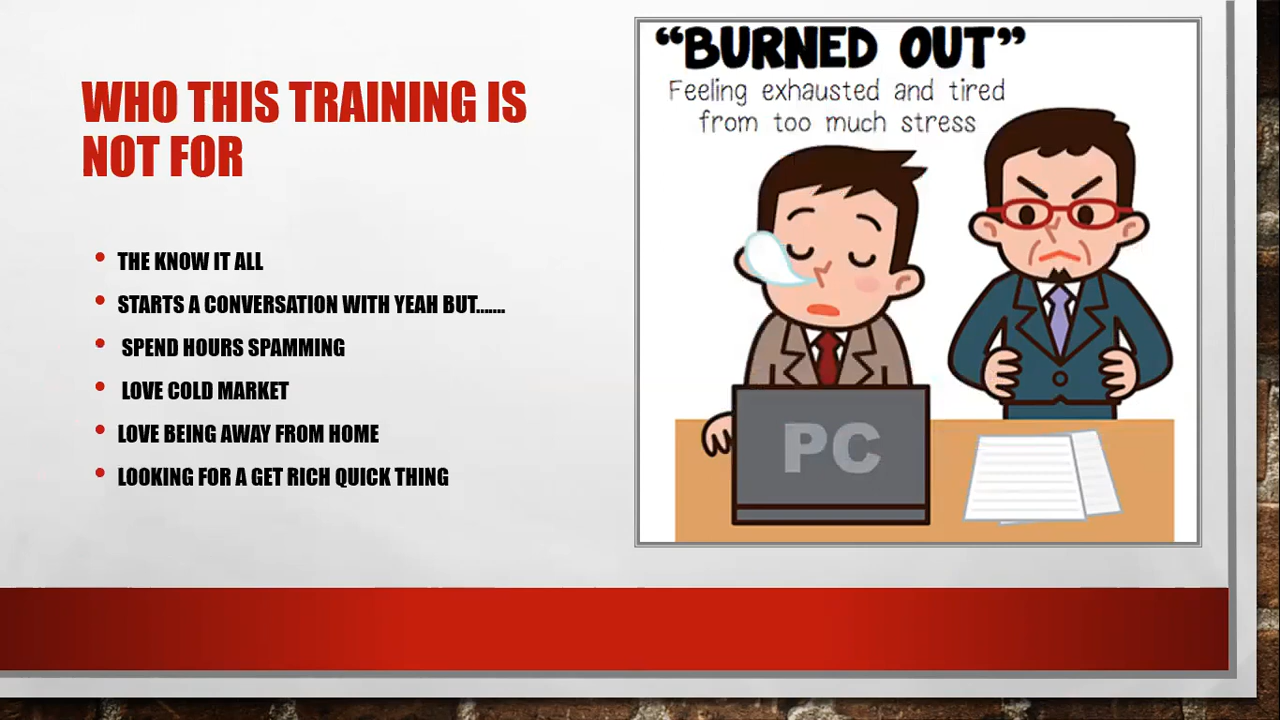 WHO THIS TRAINING IS
NOT FOR
THE KNOW IT ALL
STARTS A CONVERSATION WITH YEAH BUT.......
SPEND HOURS SPAMMING
LOVE COLD MARKET
LOVE BEING AWAY FROM HOME
LOOKING FOR A GET RICH QUICK THING
“BURNED OUT”
Feeling exhausted and tired
from too much stress
PC